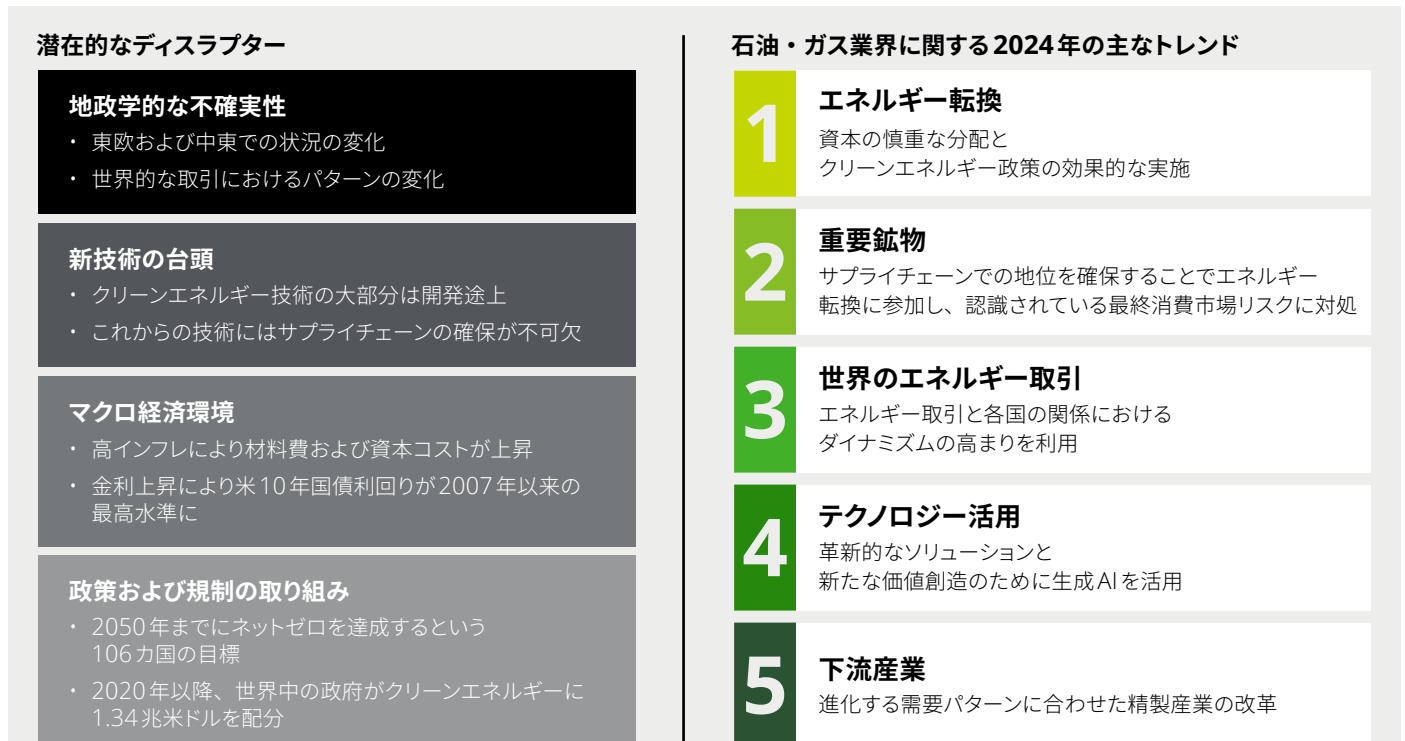 潜在的なディスラプター
地政学的な不確実性
・ 東欧および中東での状況の変化
・ 世界的な取引におけるパターンの変化
新技術の台頭
・ クリーンエネルギー技術の大部分は開発途上
・ これからの技術にはサプライチェーンの確保が不可欠
マクロ経済環境
・ 高インフレにより材料費および資本コストが上昇
・ 金利上昇により米10年国債利回りが2007年以来の
最高水準に
政策および規制の取り組み
・ 2050年までにネットゼロを達成するという
106カ国の目標
・ 2020年以降、世界中の政府がクリーンエネルギーに
1.34兆米ドルを配分
石油・ガス業界に関する2024年の主なトレンド
1
エネルギー転換
資本の慎重な分配と
クリーンエネルギー政策の効果的な実施
2
重要鉱物
サプライチェーンでの地位を確保することでエネルギー
転換に参加し、認識されている最終消費市場リスクに対処
3
世界のエネルギー取引
エネルギー取引と各国の関係における
ダイナミズムの高まりを利用
4
テクノロジー活用
革新的なソリューションと
新たな価値創造のために生成AIを活用
5
下流産業
進化する需要パターンに合わせた精製産業の改革